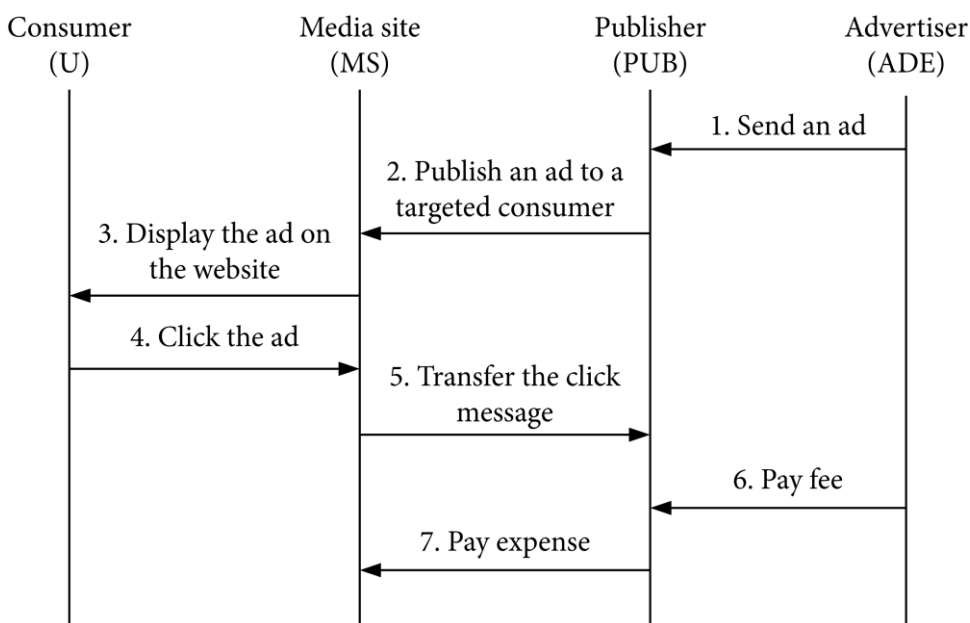 Consumer
(U)
Media site
(MS)
Publisher
(PUB)
Advertiser
(ADE)
1. Send an ad
2. Publish an ad to a
targeted consumer
3. Display the ad on
the website
4. Click the ad
5. Transfer the click
message
6. Pay fee
7. Pay expense